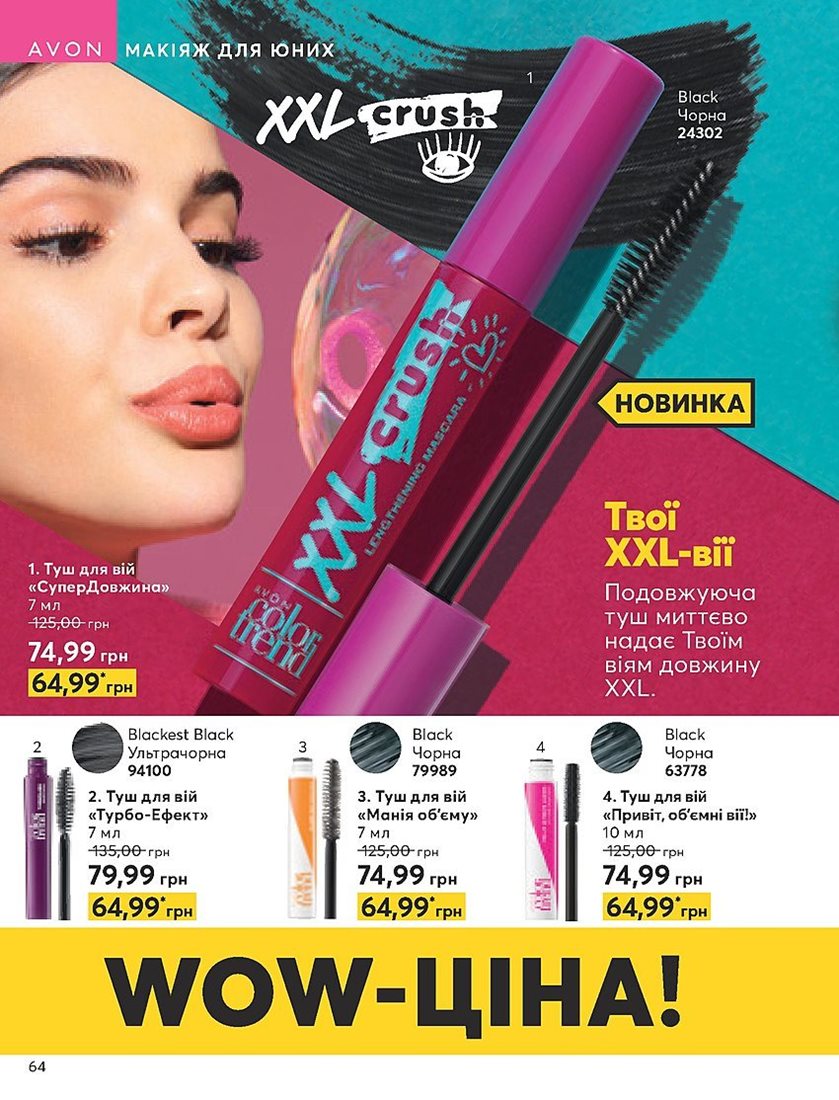 AVON МАКІЯЖ ДЛЯ ЮНИХ
XXL crush
1
Black
Чорна
24302
XXL crush
LENGTHENING MASCARA
AVON
color
trend
НОВИНКА
Твої
XXL-вії
Подовжуюча
туш миттєво
надає Твоїм
віям довжину
XXL.
1. Туш для вій
«СуперДовжина»
7 мл
125,00 грн
74,99 грн
64,99* грн
2
Blackest Black
Ультрачорна
94100
2. Туш для вій
«Турбо-Ефект»
7 мл
135,00 грн
79,99 грн
64,99* грн
3
Black
Чорна
79989
3. Туш для вій
«Манія об'єму»
7 мл
125,00 грн
74,99 грн
64,99* грн
4
Black
Чорна
63778
4. Туш для вій
«Привіт, об'ємні вії!»
10 мл
125,00 грн
74,99 грн
64,99* грн
color
trend
color
trend
color
trend
WOW-ЦІНА!
64